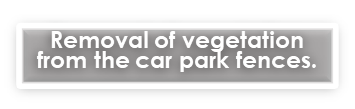 Removal of vegetation
from the car park fences.